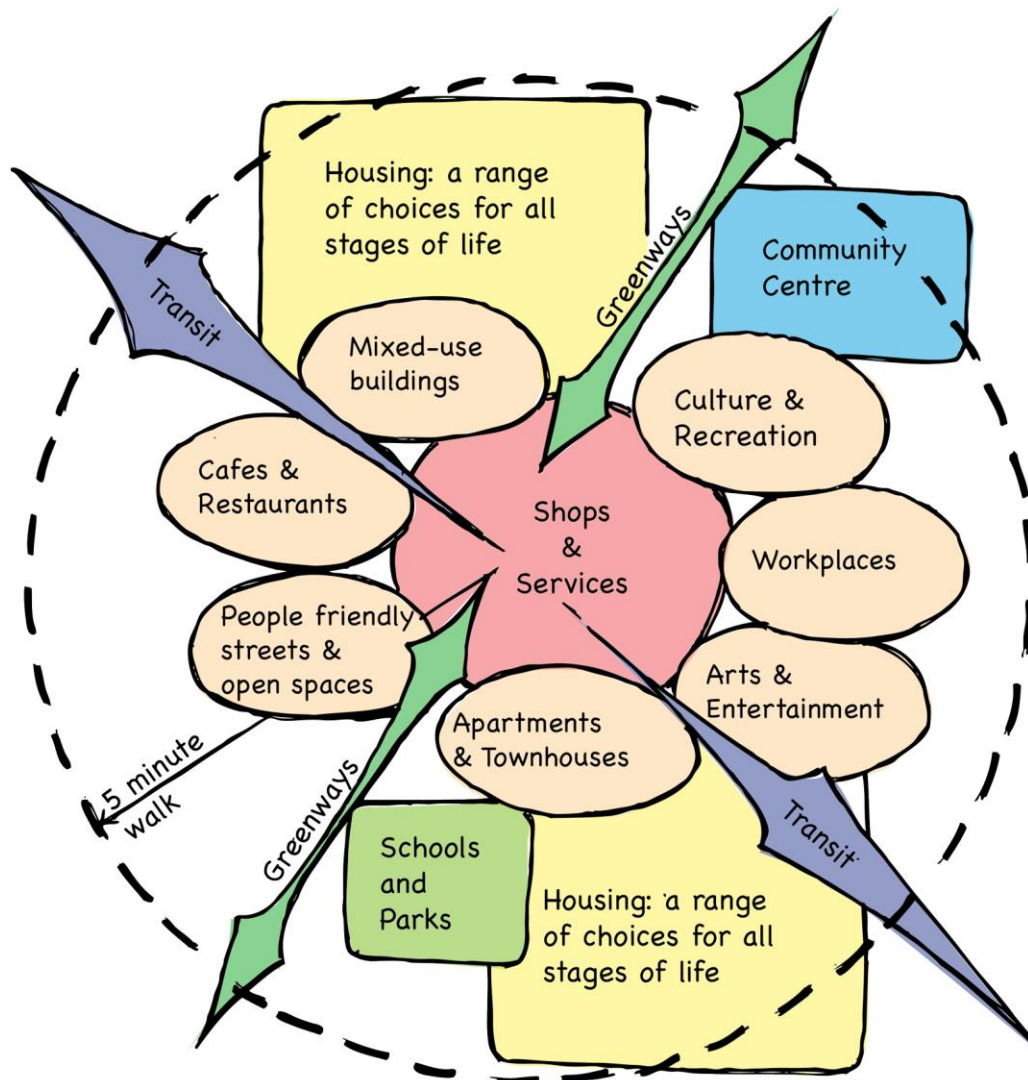 Housing: a range
of choices for all
stages of life
Greenways
Community
Centre
Transit
Mixed-use
buildings
Culture &
Recreation
Cafes &
Restaurants
Shops
&
Services
Workplaces
People friendly
streets &
open spaces
Arts &
Entertainment
Apartments
& Townhouses
5 minute
walk
Greenways
Transit
Schools
and
Parks
Housing: a range
of choices for all
stages of life